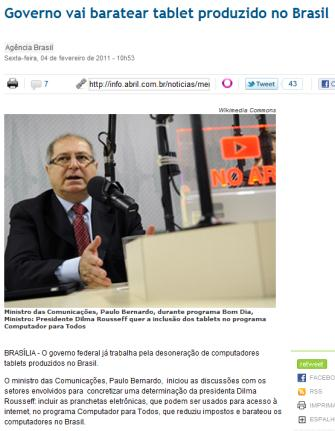 Governo vai baratear tablet produzido no Brasil
Agência Brasil
Sexta-feira, 04 de fevereiro de 2011 - 10h53
7
http://info.abril.com.br/noticias/me
Tweet
43
Wikimedia Commons
NO AR
Ministro das Comunicações, Paulo Bernardo, durante programa Bom Dia,
Ministro: Presidente Dilma Rousseff quer a inclusão dos tablets no programa
Computador para Todos
BRASÍLIA - O governo federal já trabalha pela desoneração de computadores
tablets produzidos no Brasil.
O ministro das Comunicações, Paulo Bernardo, iniciou as discussões com os
setores envolvidos para concretizar uma determinação da presidenta Dilma
Rousseff: incluir as pranchetas eletrônicas, que podem ser usados para acesso à
internet, no programa Computador para Todos, que reduziu impostos e barateou os
computadores no Brasil.
retweet
FACEBO
RSS
IMPRIMA
ESPALH